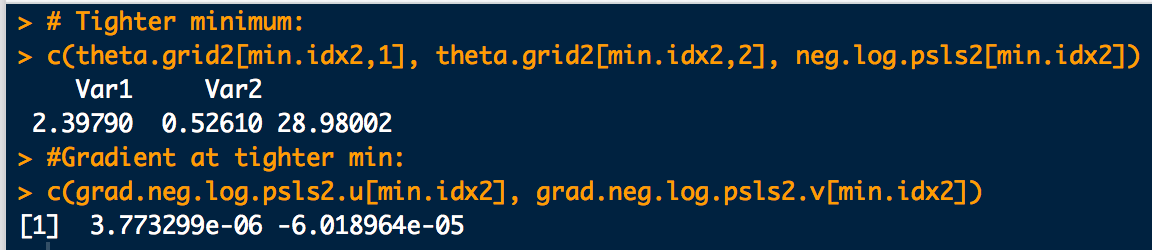 > # Tighter minimum:
> c(theta.grid2[min.idx2,1], theta.grid2[min.idx2,2], neg.log.psls2[min.idx2])
Var1 Var2
2.39790 0.52610 28.98002
> #Gradient at tighter min:
> c(grad.neg.log.psls2.u[min.idx2], grad.neg.log.psls2.v[min.idx2])
[1] 3.773299e-06 -6.018964e-05